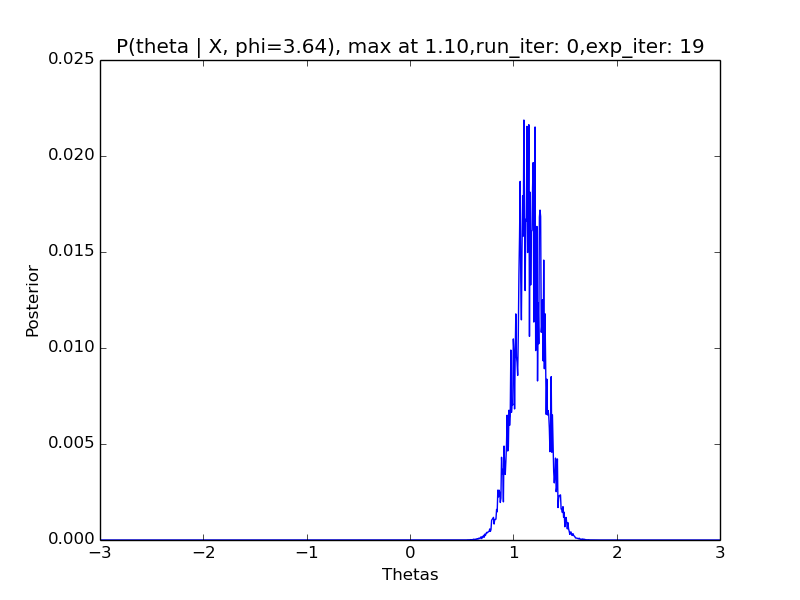 P(theta | X, phi=3.64), max at 1.10,run_iter: 0,exp_iter: 19
0.025
0.020
0.015
0.010
0.005
0.000
Posterior
−3 −2 −1 0 1 2 3
Thetas